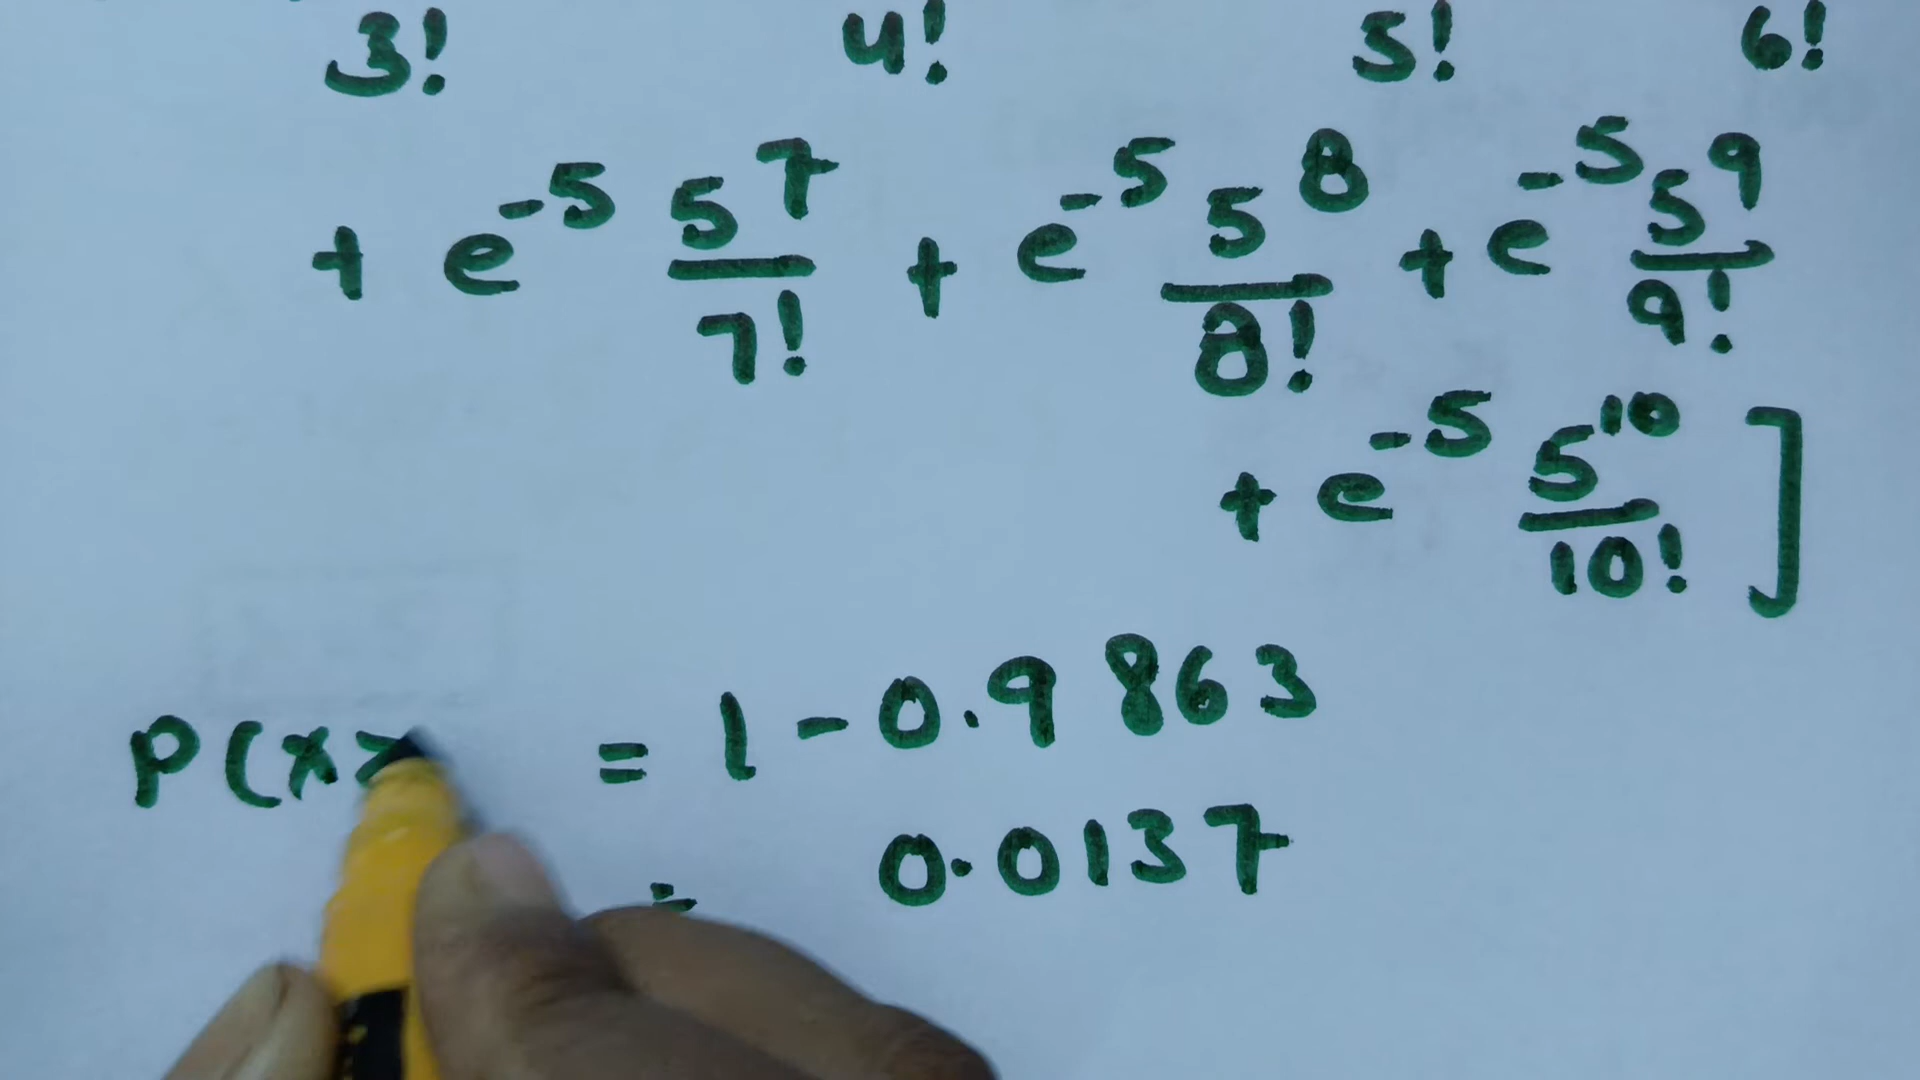 3! 4! 5! 6!
+ e^-5 5^7/7! + e^-5 5^8/8! + e^-5 5^9/9!
+ e^-5 5^10/10! ]
P(x> = 1 - 0.9863
= 0.0137